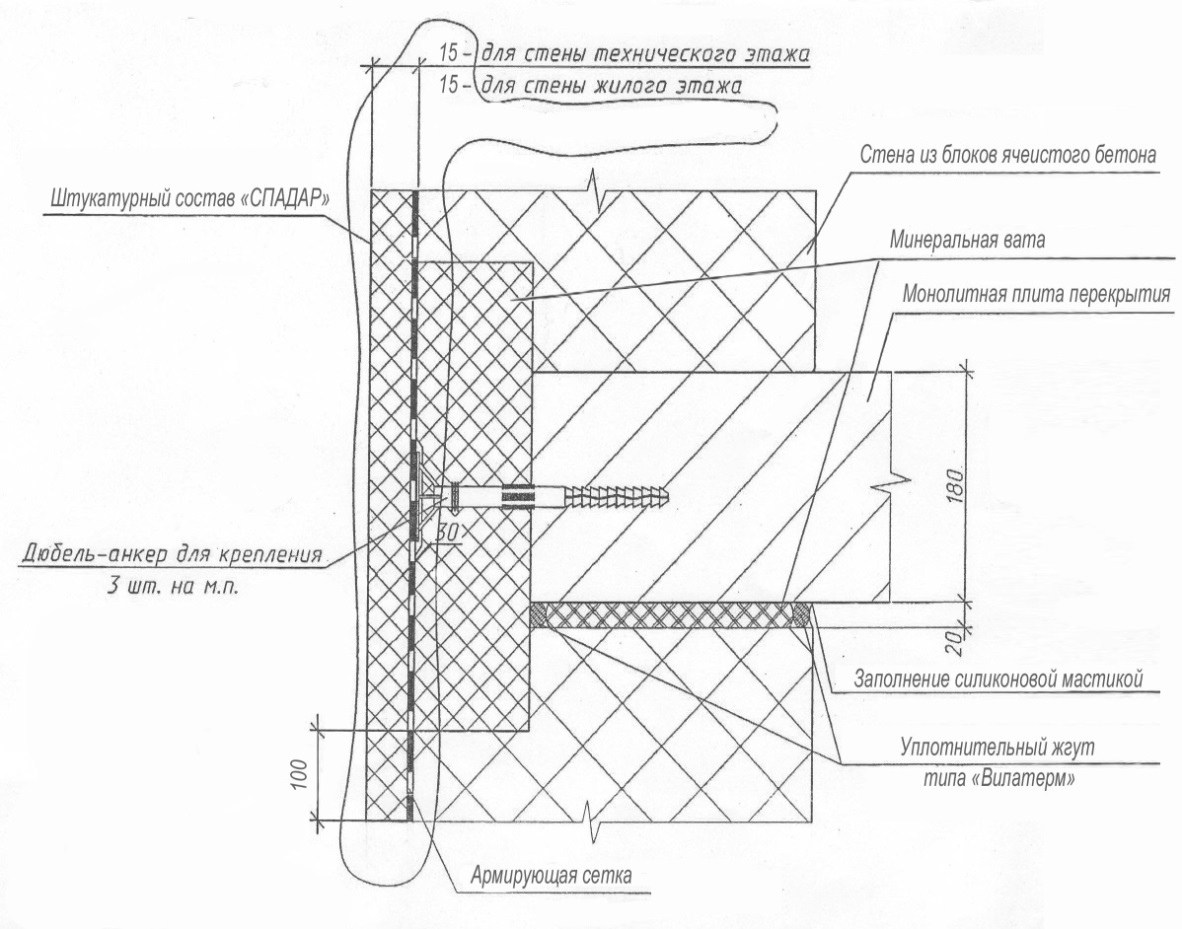 15 - для стены технического этажа
15 - для стены жилого этажа
Стена из блоков ячеистого бетона
Штукатурный состав «СПАДАР»
Минеральная вата
Монолитная плита перекрытия
180
30
Дюбель-анкер для крепления
3 шт. на м.п.
20
Заполнение силиконовой мастикой
Уплотнительный жгут
типа «Вилатерм»
100
Армирующая сетка